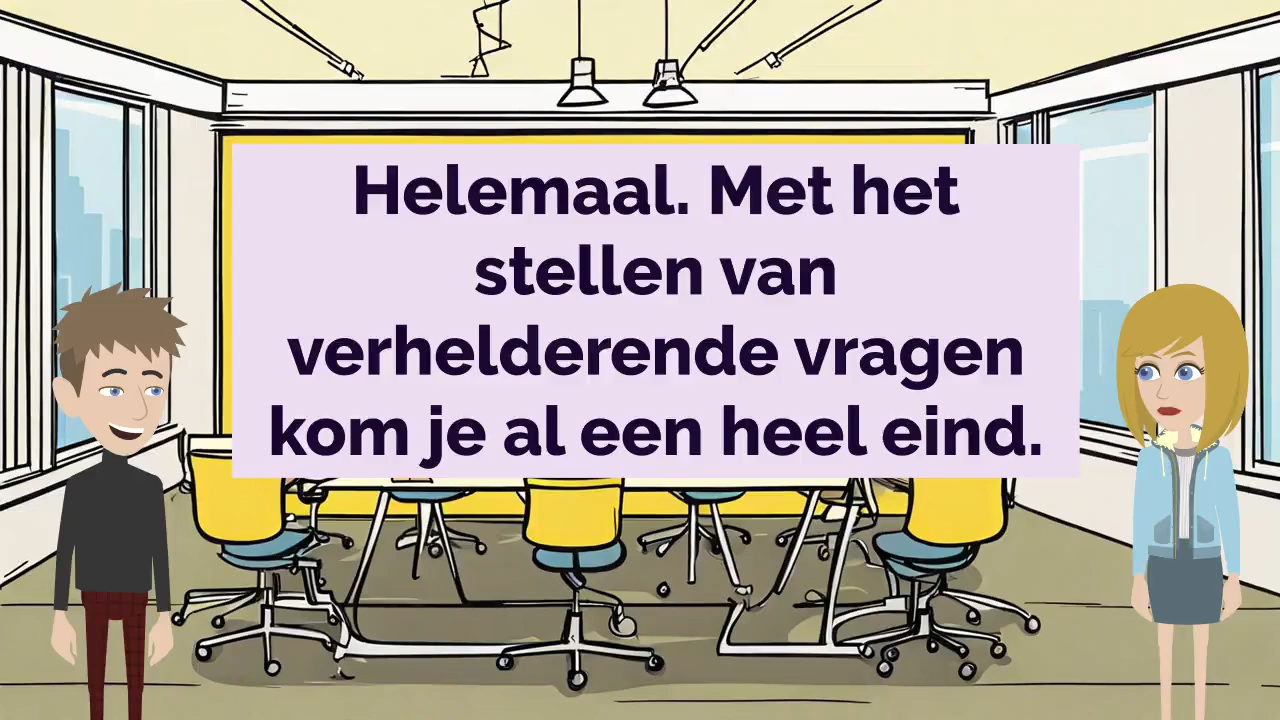 Helemaal. Met het
stellen van
verhelderende vragen
kom je al een heel eind.